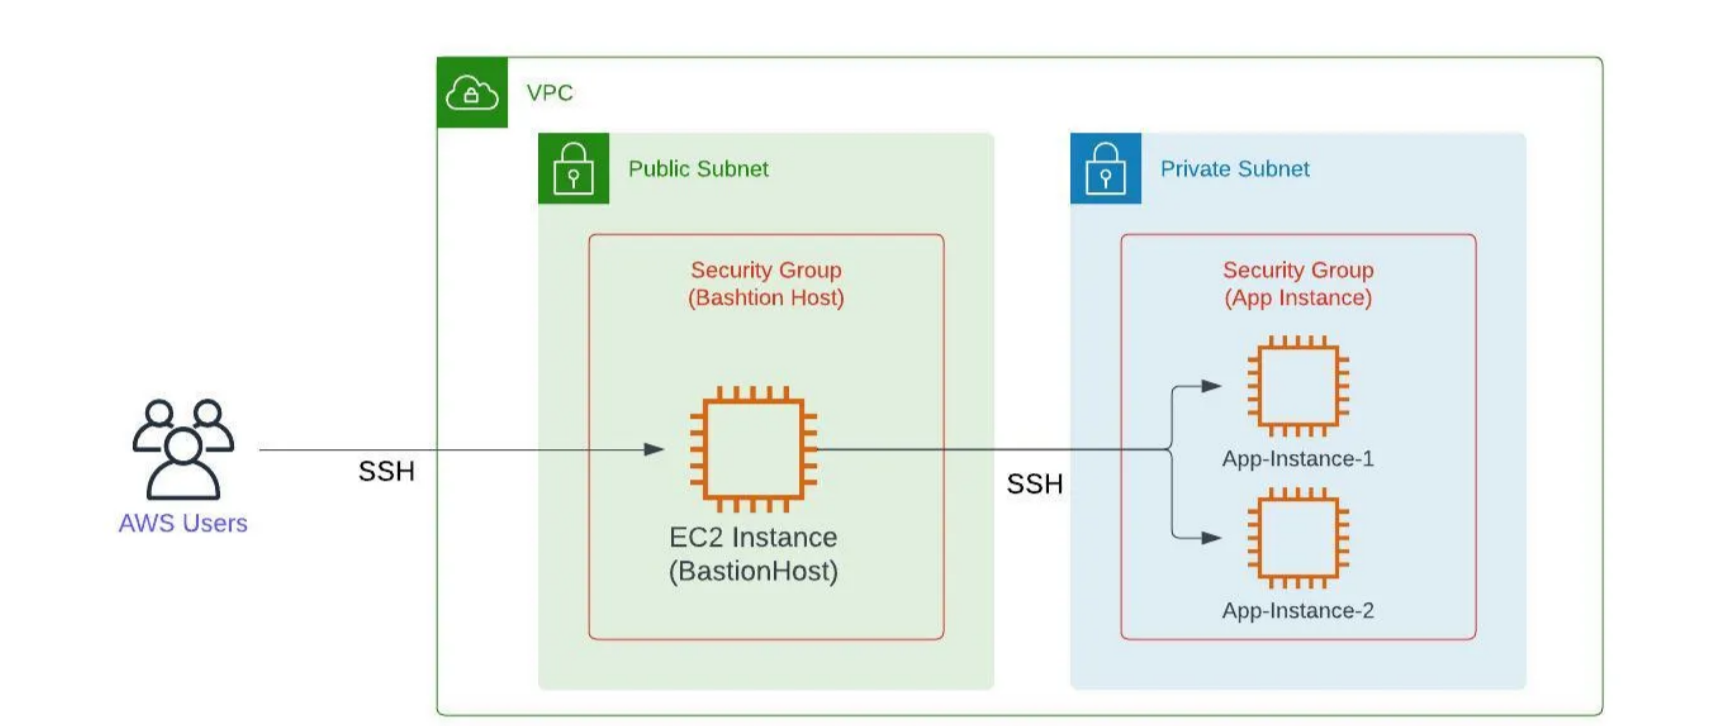 VPC
Public Subnet
Private Subnet
Security Group
(Bashtion Host)
Security Group
(App Instance)
App-Instance-1
SSH
SSH
AWS Users
EC2 Instance
(BastionHost)
App-Instance-2